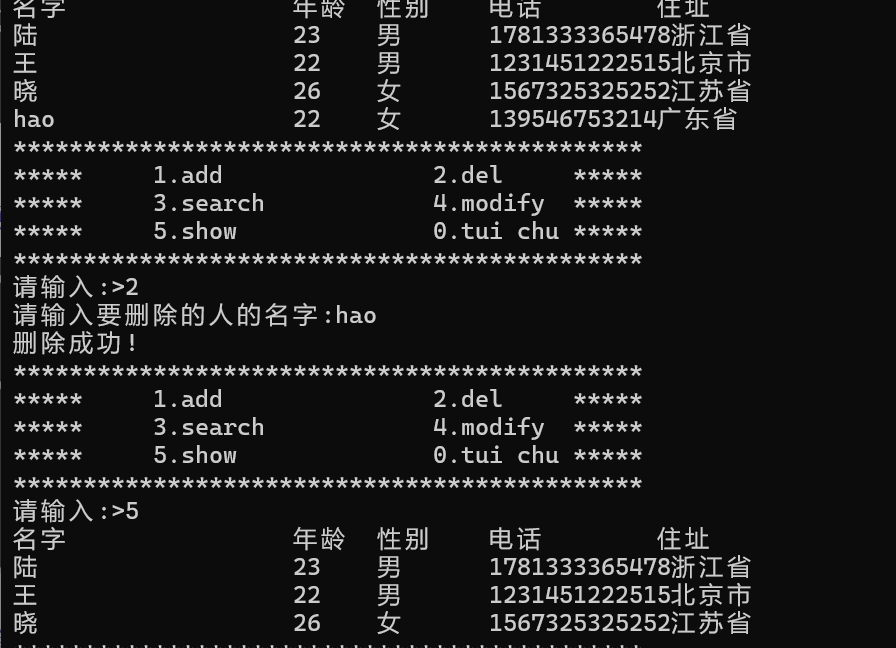 名字 年龄 性别 电话 住址
陆 23 男 1781333365478浙江省
王 22 男 1231451222515北京市
晓 26 女 1567325325252江苏省
hao 22 女 139546753214广东省
*********************************************
***** 1.add 2.del *****
***** 3.search 4.modify *****
***** 5.show 0.tui chu *****
*********************************************
请输入:>2
请输入要删除的人的名字:hao
删除成功!
*********************************************
***** 1.add 2.del *****
***** 3.search 4.modify *****
***** 5.show 0.tui chu *****
*********************************************
请输入:>5
名字 年龄 性别 电话 住址
陆 23 男 1781333365478浙江省
王 22 男 1231451222515北京市
晓 26 女 1567325325252江苏省